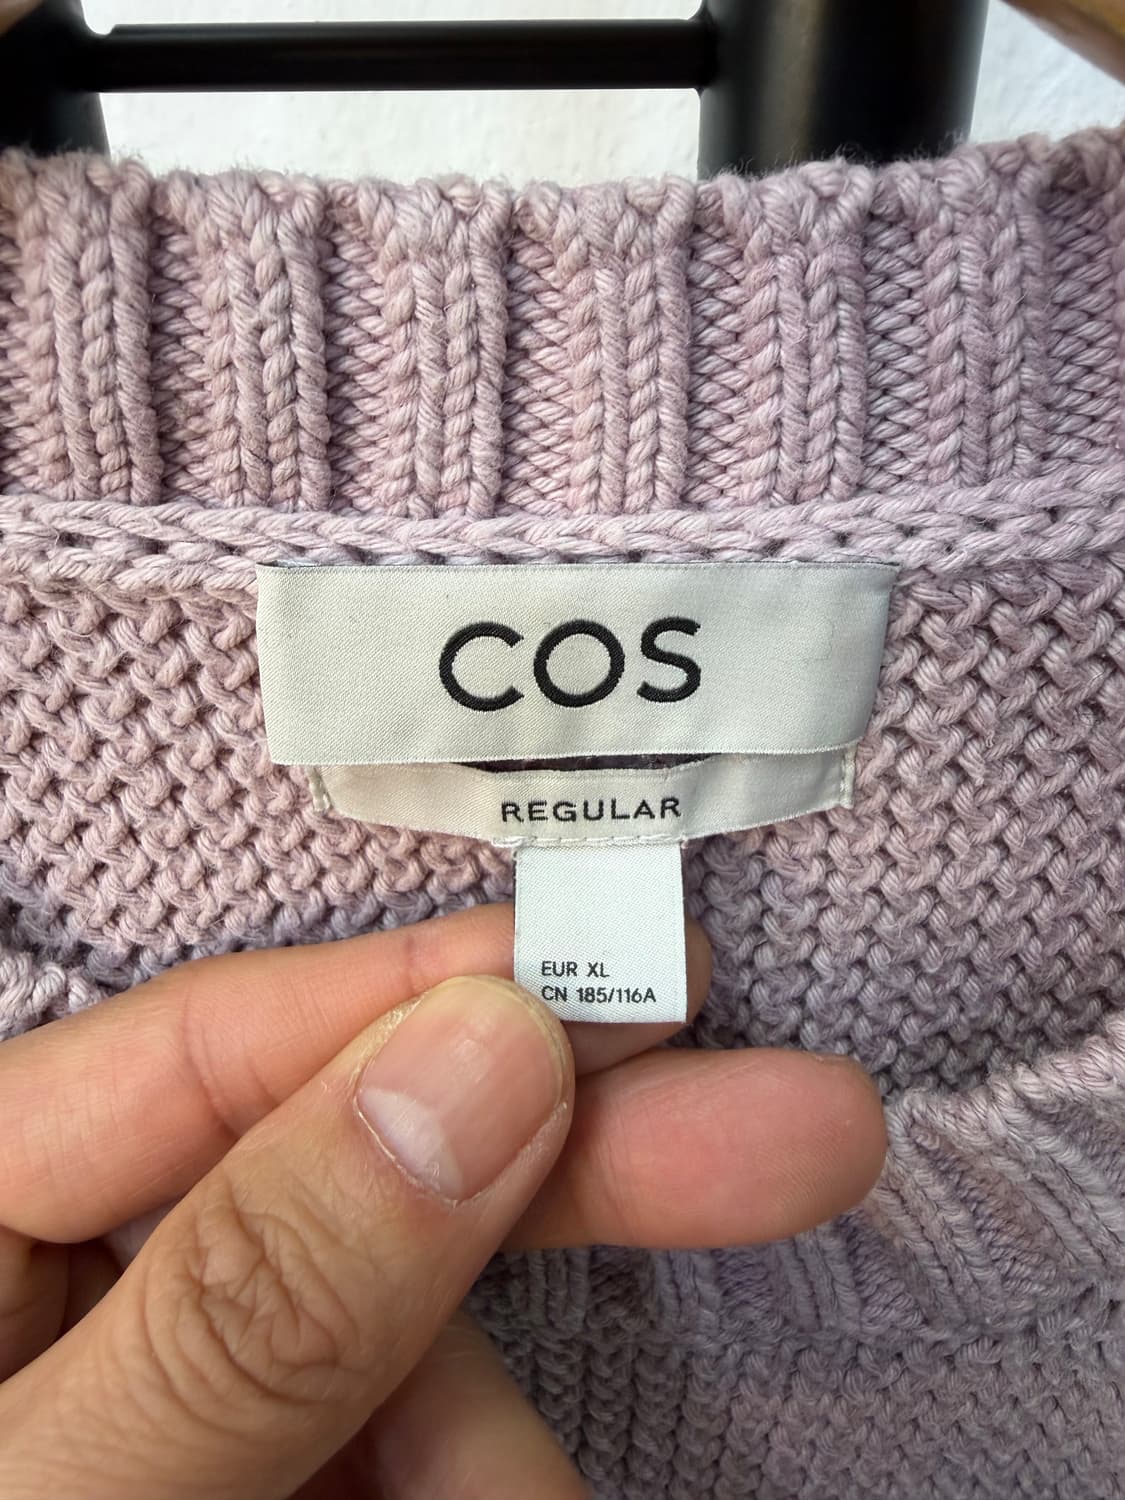 COS
REGULAR
EUR XL
CN 185/116A